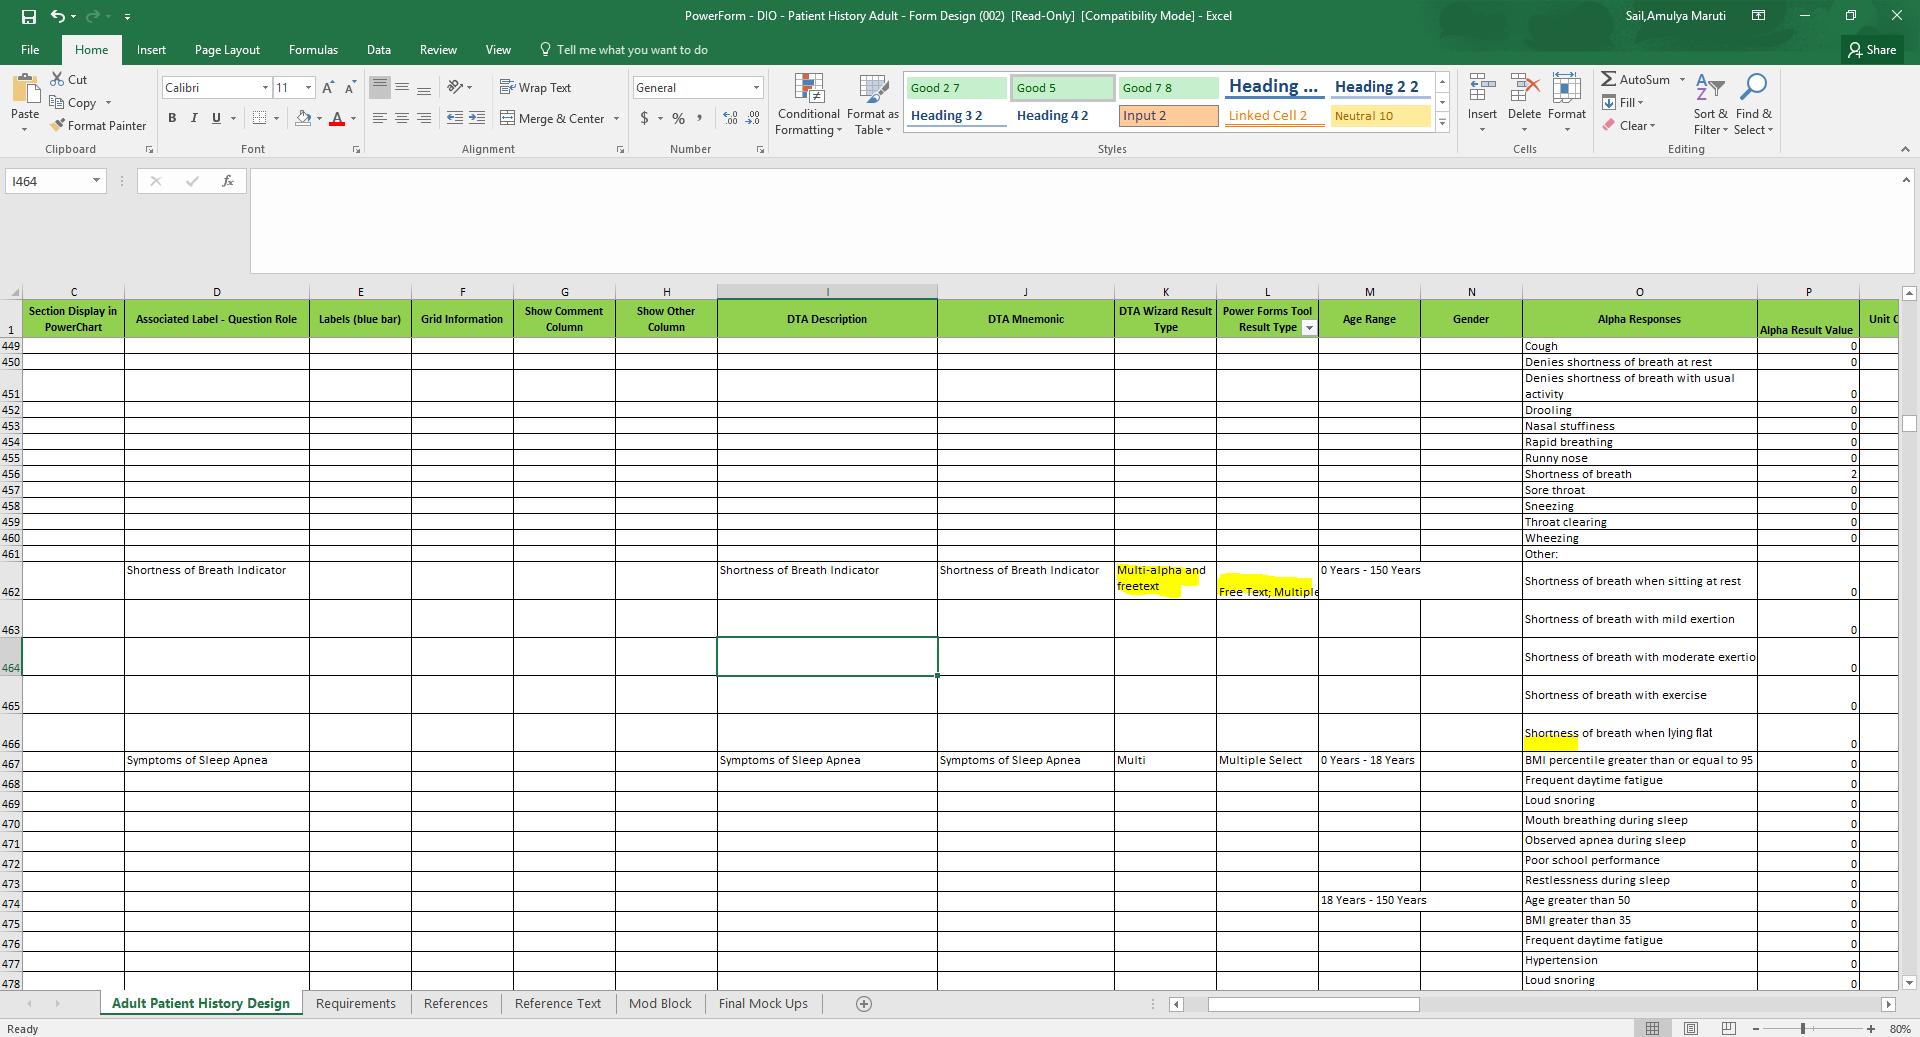 PowerForm - DIO - Patient History Adult - Form Design (002) [Read-Only] [Compatibility Mode] - Excel
Sail,Amulya Maruti
File Home Insert Page Layout Formulas Data Review View Tell me what you want to do
Share
Paste
Cut
Copy
Format Painter
Clipboard
Calibri 11
B I U
Font
Wrap Text
Merge & Center
Alignment
General
$ % ,
Number
Conditional Formatting
Format as Table
Good 2 7 Good 5 Good 7 8 Heading ... Heading 2 2
Heading 3 2 Heading 4 2 Input 2 Linked Cell 2 Neutral 10
Styles
Insert Delete Format
Cells
AutoSum
Fill
Clear
Sort & Filter
Find & Select
Editing
I464
fx
C D E F G H I J K L M N O P
1 Section Display in PowerChart Associated Label - Question Role Labels (blue bar) Grid Information Show Comment Column Show Other Column DTA Description DTA Mnemonic DTA Wizard Result Type Power Forms Tool Result Type Age Range Gender Alpha Responses Alpha Result Value Unit
449 Cough 0
450 Denies shortness of breath at rest 0
451 Denies shortness of breath with usual activity 0
452 Drooling 0
453 Nasal stuffiness 0
454 Rapid breathing 0
455 Runny nose 0
456 Shortness of breath 2
457 Sore throat 0
458 Sneezing 0
459 Throat clearing 0
460 Wheezing 0
461 Other:
462 Shortness of Breath Indicator Shortness of Breath Indicator Shortness of Breath Indicator Multi-alpha and freetext Free Text; Multiple 0 Years - 150 Years Shortness of breath when sitting at rest 0
463 Shortness of breath with mild exertion 0
464 Shortness of breath with moderate exertio 0
465 Shortness of breath with exercise 0
466 Shortness of breath when lying flat 0
467 Symptoms of Sleep Apnea Symptoms of Sleep Apnea Symptoms of Sleep Apnea Multi Multiple Select 0 Years - 18 Years BMI percentile greater than or equal to 95 0
468 Frequent daytime fatigue 0
469 Loud snoring 0
470 Mouth breathing during sleep 0
471 Observed apnea during sleep 0
472 Poor school performance 0
473 Restlessness during sleep 0
474 18 Years - 150 Years Age greater than 50 0
475 BMI greater than 35 0
476 Frequent daytime fatigue 0
477 Hypertension 0
478 Loud snoring 0
Adult Patient History Design Requirements References Reference Text Mod Block Final Mock Ups
Ready
80%